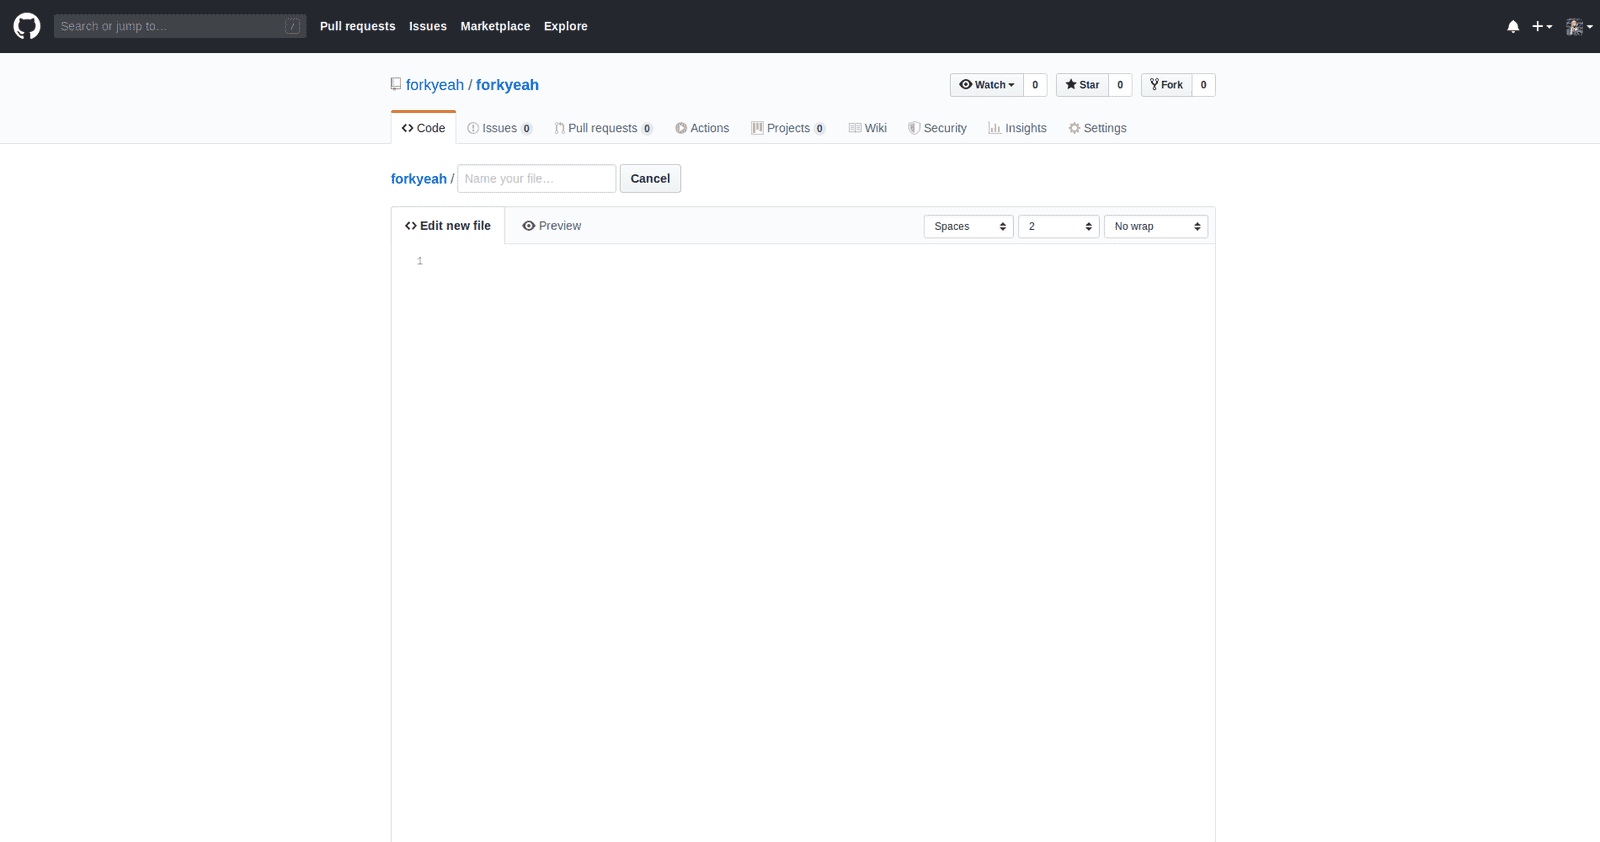 Search or jump to… / Pull requests Issues Marketplace Explore
forkyeah / forkyeah Watch 0 Star 0 Fork 0
Code Issues 0 Pull requests 0 Actions Projects 0 Wiki Security Insights Settings
forkyeah / Name your file… Cancel
Edit new file Preview Spaces 2 No wrap
1